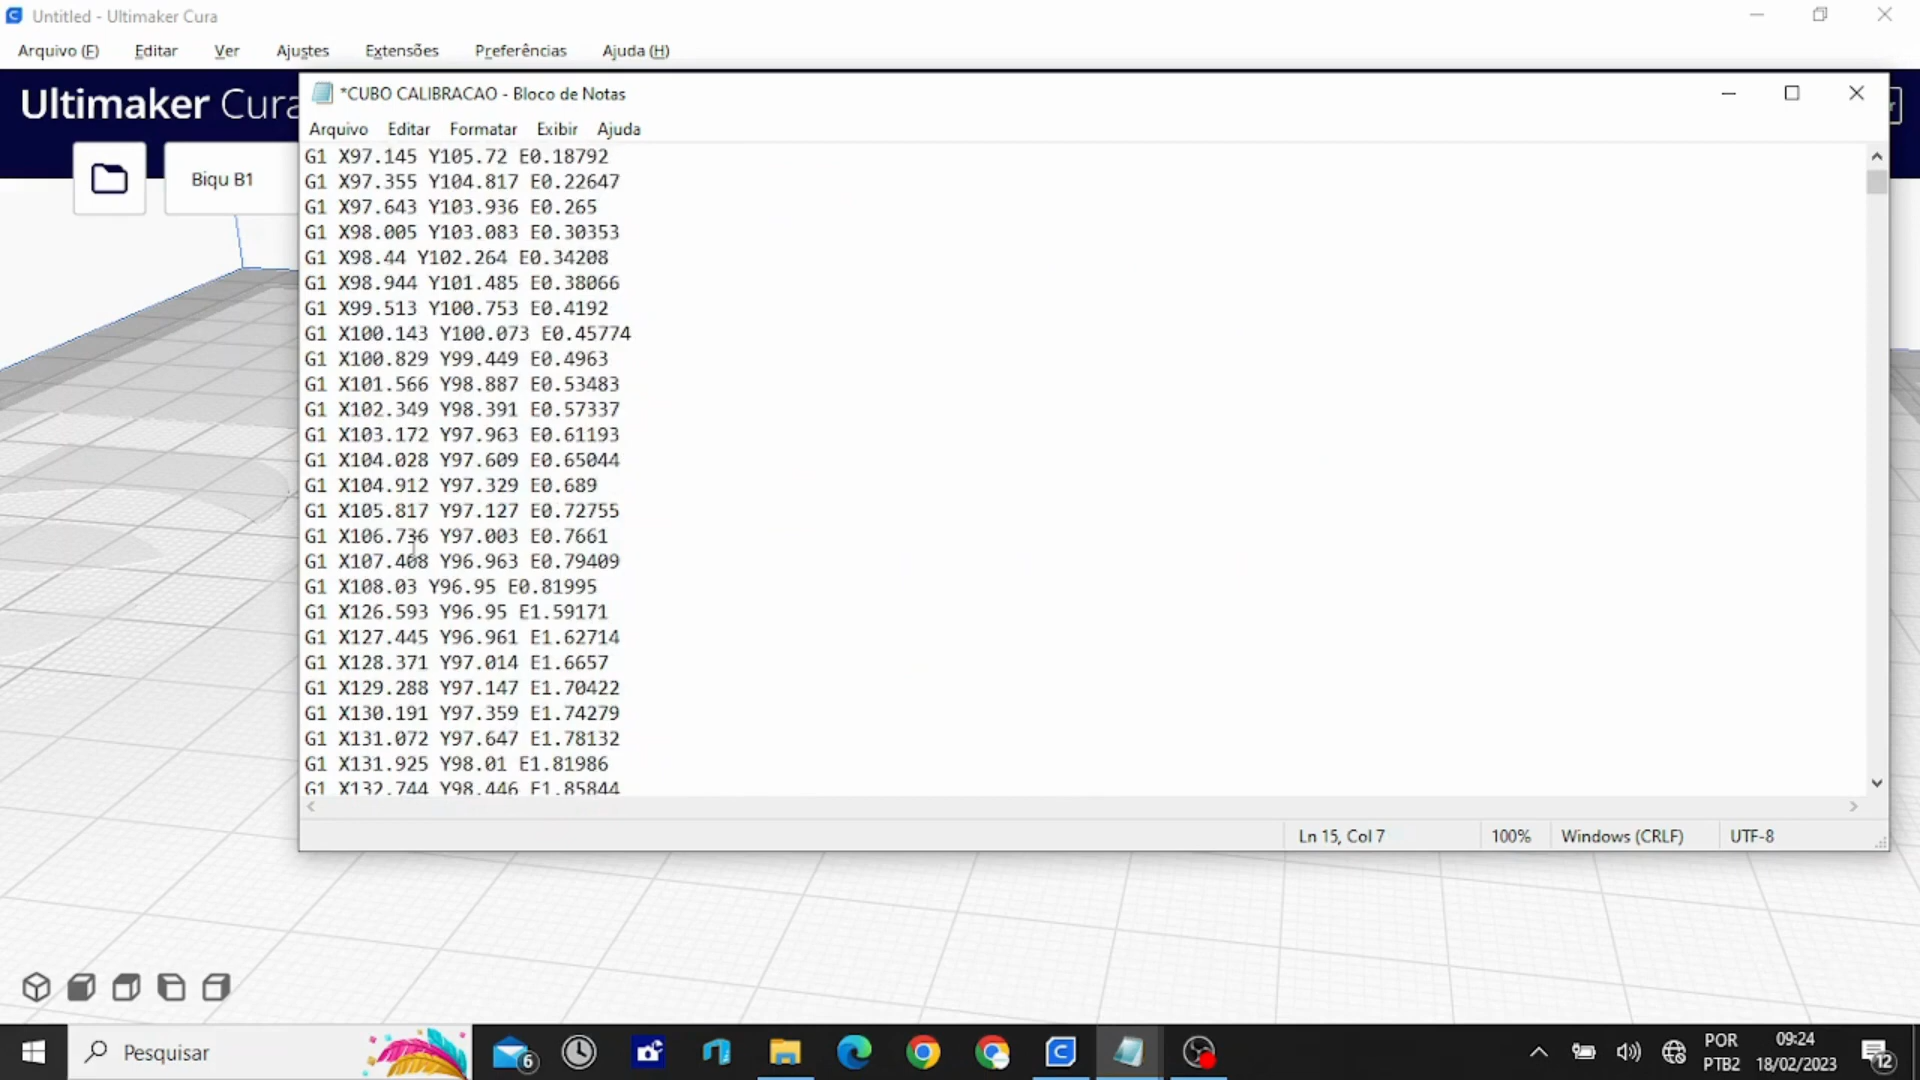 Untitled - Ultimaker Cura
Arquivo (F) Editar Ver Ajustes Extensões Preferências Ajuda (H)
Ultimaker Cura
Biqu B1
*CUBO CALIBRACAO - Bloco de Notas
Arquivo Editar Formatar Exibir Ajuda
G1 X97.145 Y105.72 E0.18792
G1 X97.355 Y104.817 E0.22647
G1 X97.643 Y103.936 E0.265
G1 X98.005 Y103.083 E0.30353
G1 X98.44 Y102.264 E0.34208
G1 X98.944 Y101.485 E0.38066
G1 X99.513 Y100.753 E0.4192
G1 X100.143 Y100.073 E0.45774
G1 X100.829 Y99.449 E0.4963
G1 X101.566 Y98.887 E0.53483
G1 X102.349 Y98.391 E0.57337
G1 X103.172 Y97.963 E0.61193
G1 X104.028 Y97.609 E0.65044
G1 X104.912 Y97.329 E0.689
G1 X105.817 Y97.127 E0.72755
G1 X106.736 Y97.003 E0.7661
G1 X107.408 Y96.963 E0.79409
G1 X108.03 Y96.95 E0.81995
G1 X126.593 Y96.95 E1.59171
G1 X127.445 Y96.961 E1.62714
G1 X128.371 Y97.014 E1.6657
G1 X129.288 Y97.147 E1.70422
G1 X130.191 Y97.359 E1.74279
G1 X131.072 Y97.647 E1.78132
G1 X131.925 Y98.01 E1.81986
G1 X132.744 Y98.446 E1.85844
Ln 15, Col 7 100% Windows (CRLF) UTF-8
Pesquisar
6
POR
PTB2
09:24
18/02/2023
12